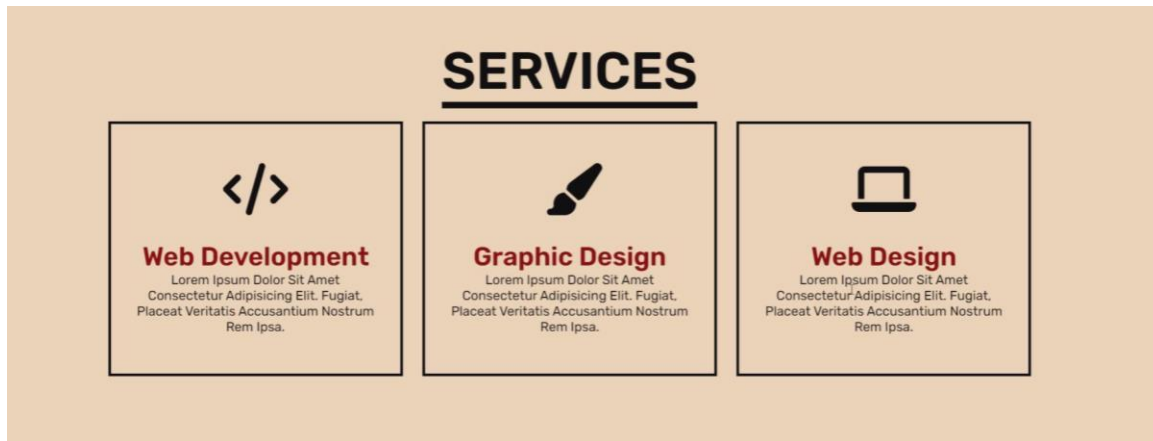 SERVICES
Web Development
Lorem Ipsum Dolor Sit Amet
Consectetur Adipisicing Elit. Fugiat,
Placeat Veritatis Accusantium Nostrum
Rem Ipsa.
Graphic Design
Lorem Ipsum Dolor Sit Amet
Consectetur Adipisicing Elit. Fugiat,
Placeat Veritatis Accusantium Nostrum
Rem Ipsa.
Web Design
Lorem Ipsum Dolor Sit Amet
Consectetur Adipisicing Elit. Fugiat,
Placeat Veritatis Accusantium Nostrum
Rem Ipsa.